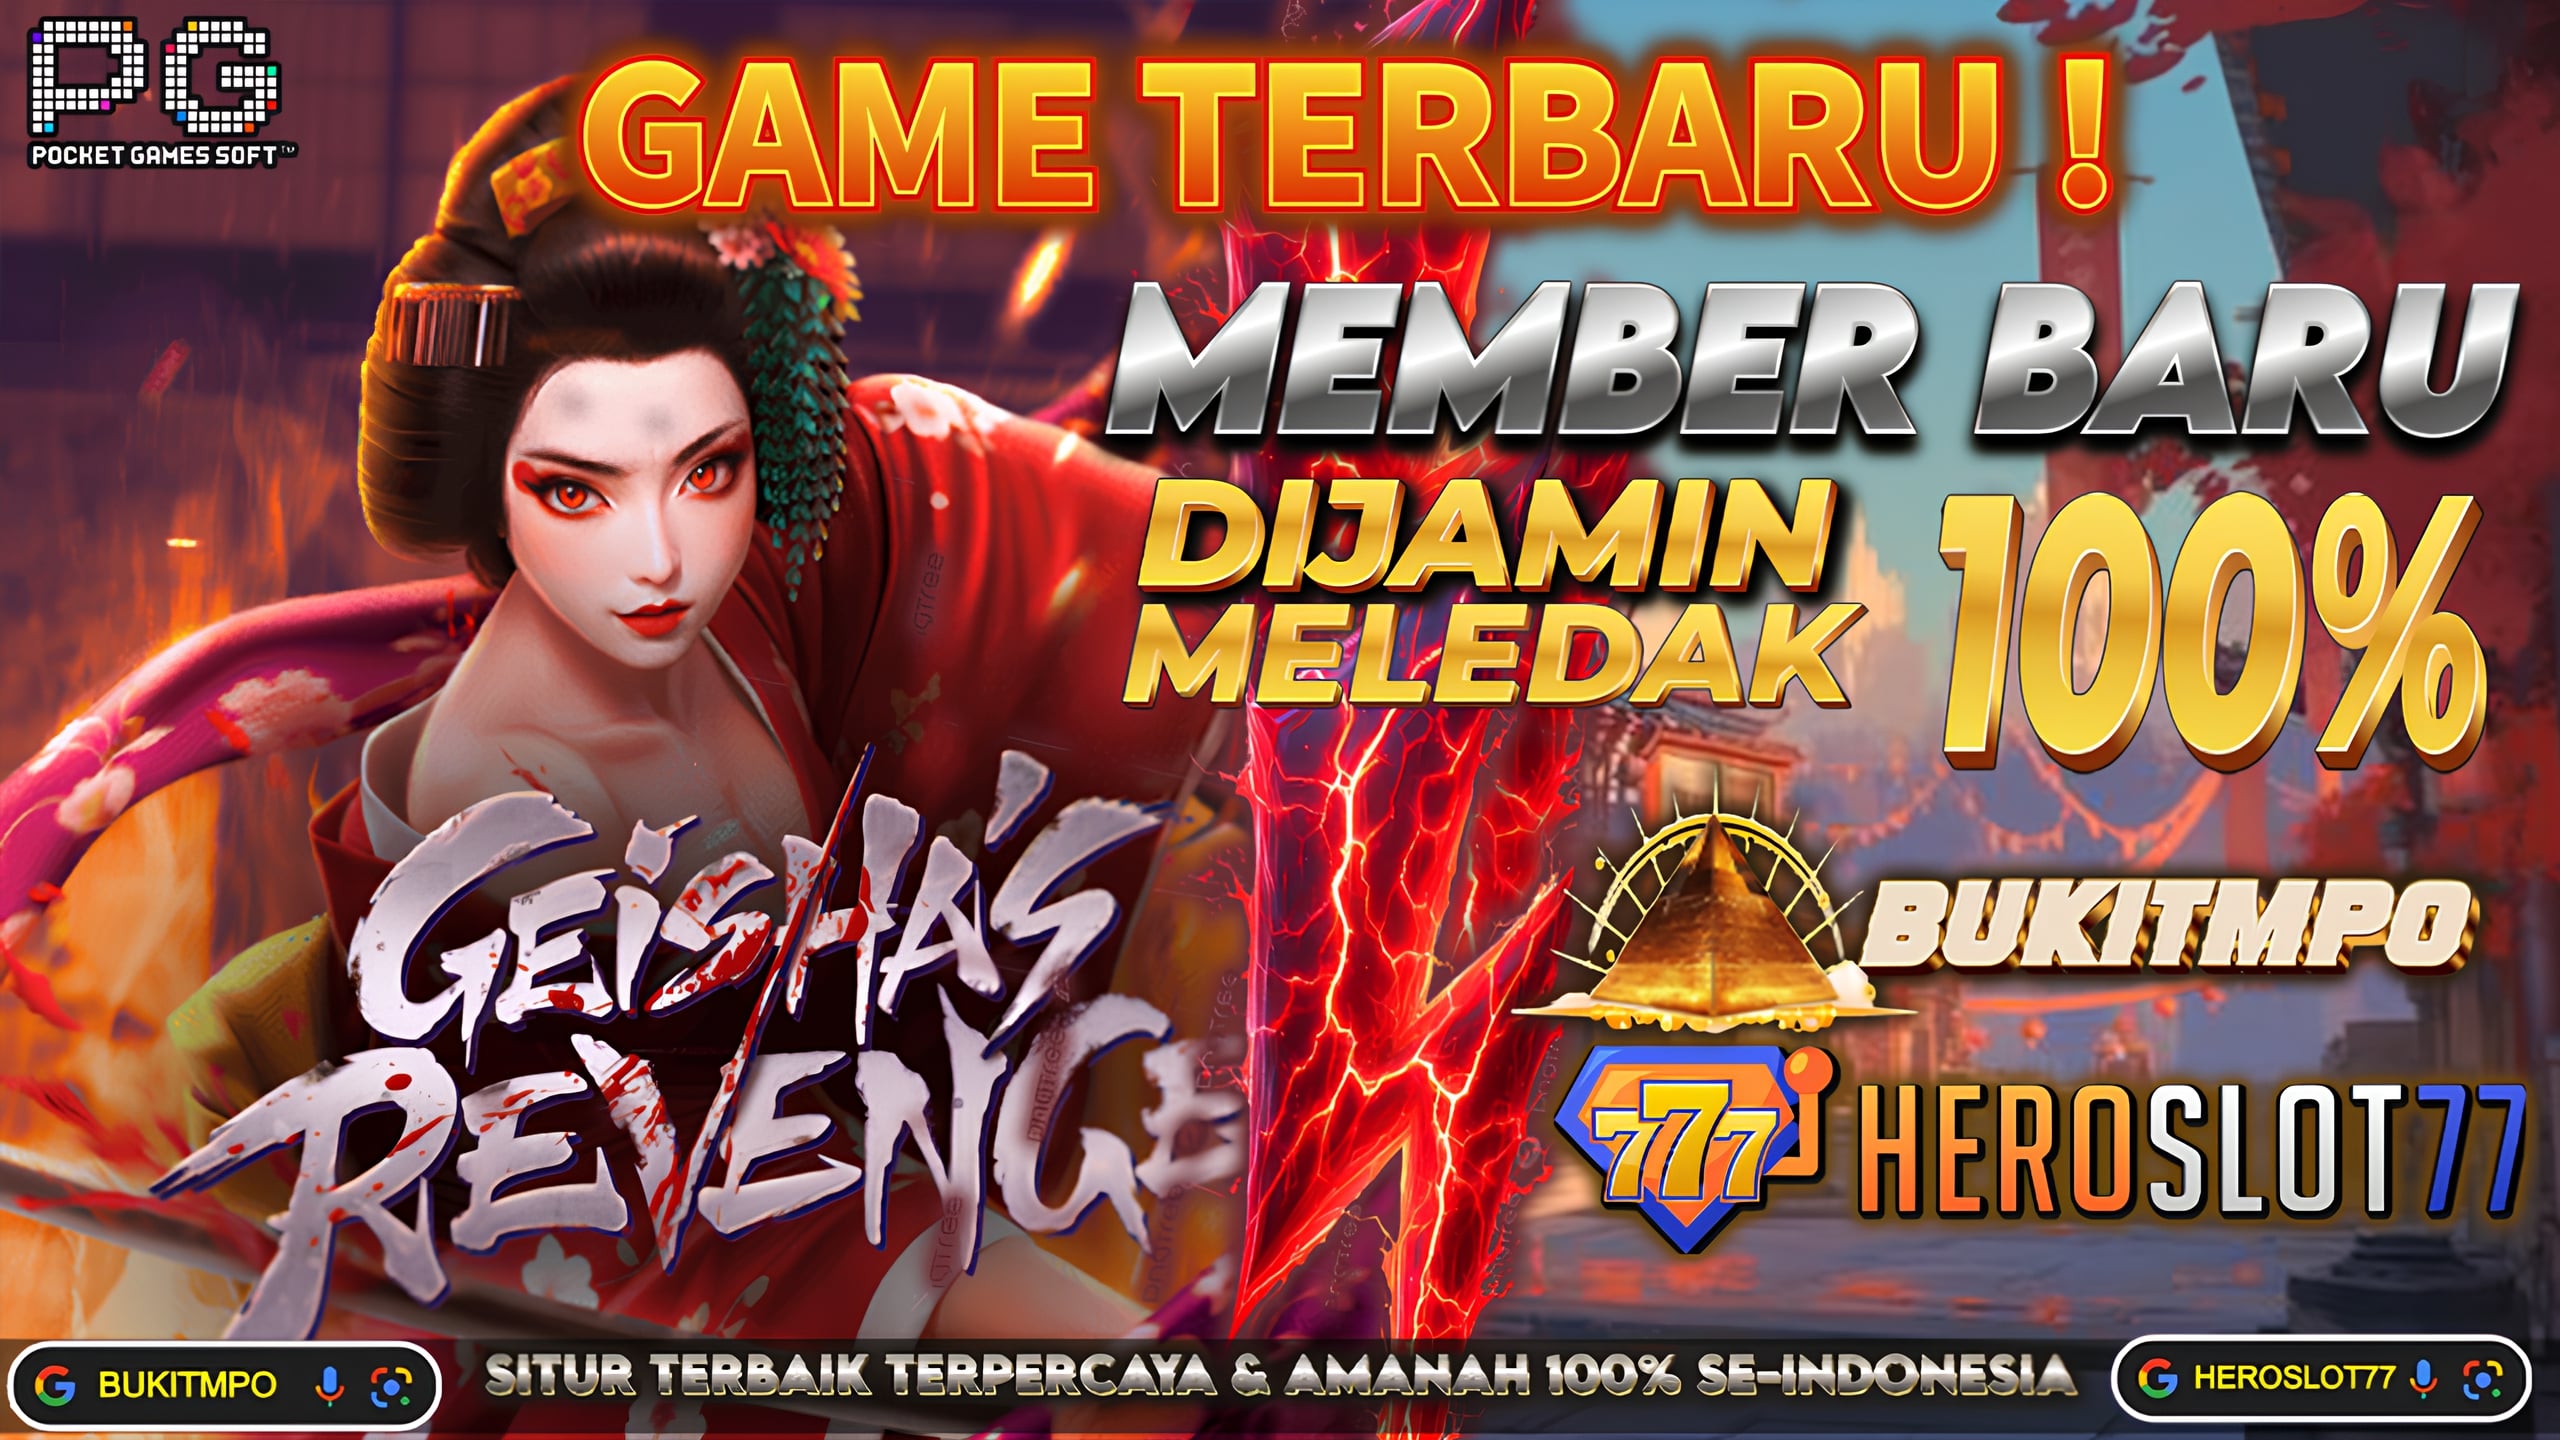 PG
POCKET GAMES SOFT™
GAME TERBARU !
MEMBER BARU
DIJAMIN
MELEDAK
100%
GEISHA'S
REVENGE
BUKITMPO
777
HEROSLOT77
G BUKITMPO
SITUR TERBAIK TERPERCAYA & AMANAH 100% SE-INDONESIA
G HEROSLOT77